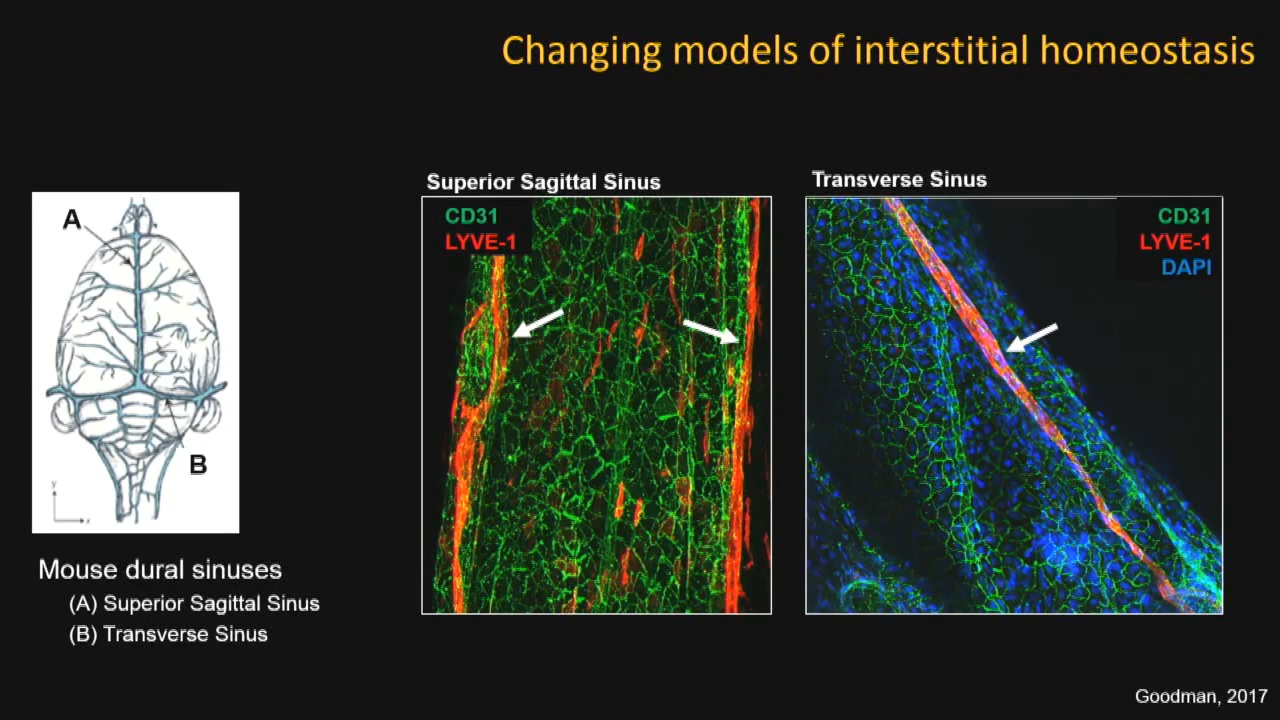 Changing models of interstitial homeostasis
A
B
y
x
Mouse dural sinuses
(A) Superior Sagittal Sinus
(B) Transverse Sinus
Superior Sagittal Sinus
CD31
LYVE-1
Transverse Sinus
CD31
LYVE-1
DAPI
Goodman, 2017